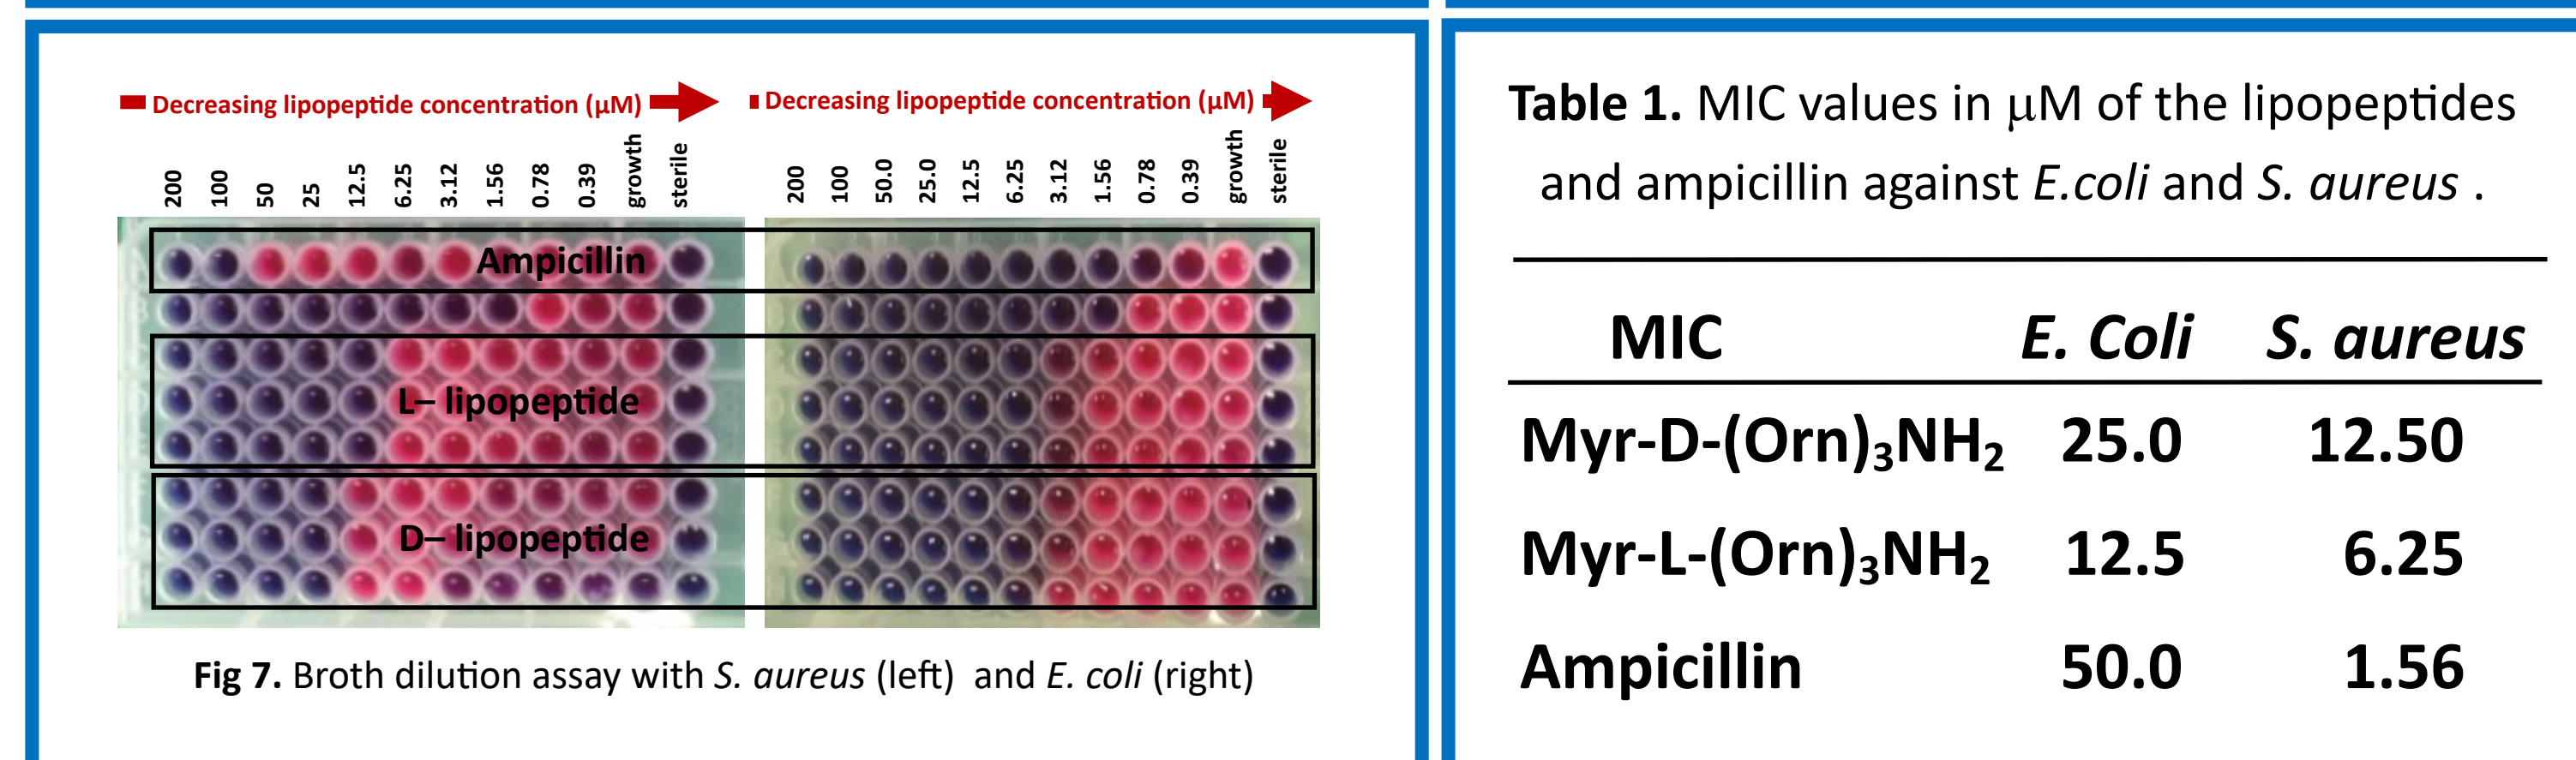 Decreasing lipopeptide concentration (µM)
Decreasing lipopeptide concentration (µM)
200 100 50 25 12.5 6.25 3.12 1.56 0.78 0.39 growth sterile
200 100 50.0 25.0 12.5 6.25 3.12 1.56 0.78 0.39 growth sterile
Ampicillin
L– lipopeptide
D– lipopeptide
Fig 7. Broth dilution assay with S. aureus (left) and E. coli (right)
Table 1. MIC values in µM of the lipopeptides
and ampicillin against E.coli and S. aureus .
MIC E. Coli S. aureus
Myr-D-(Orn)₃NH₂ 25.0 12.50
Myr-L-(Orn)₃NH₂ 12.5 6.25
Ampicillin 50.0 1.56